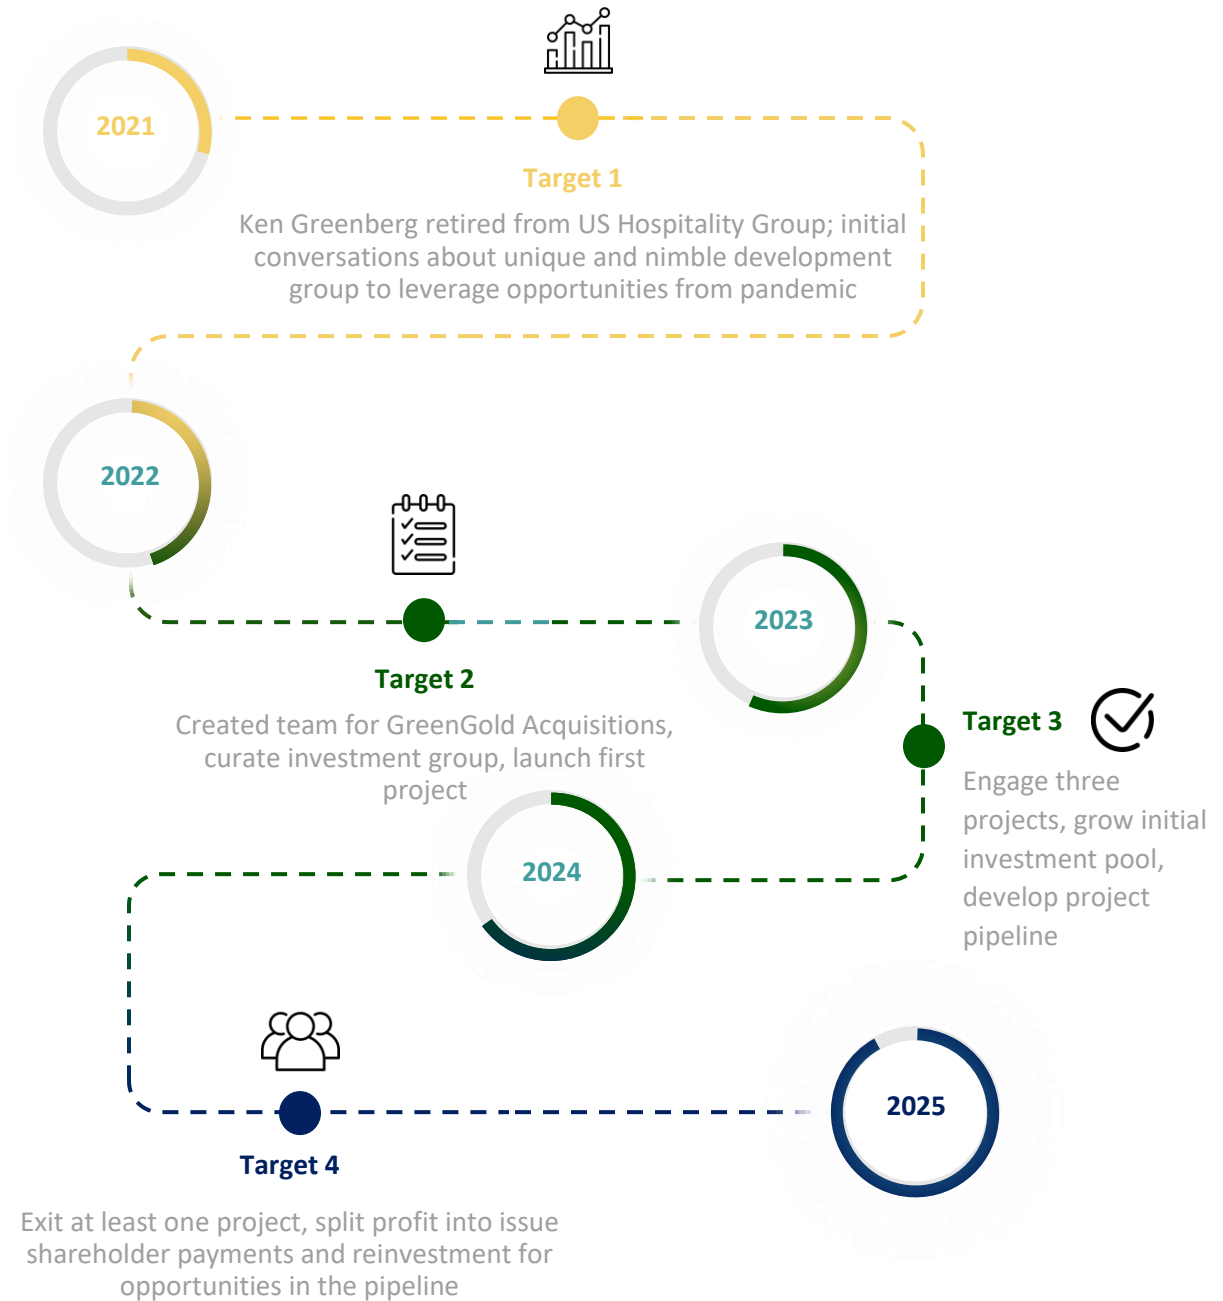 2021
Target 1
Ken Greenberg retired from US Hospitality Group; initial
conversations about unique and nimble development
group to leverage opportunities from pandemic
2022
Target 2
Created team for GreenGold Acquisitions,
curate investment group, launch first
project
2023
Target 3
Engage three
projects, grow initial
investment pool,
develop project
pipeline
2024
Target 4
Exit at least one project, split profit into issue
shareholder payments and reinvestment for
opportunities in the pipeline
2025